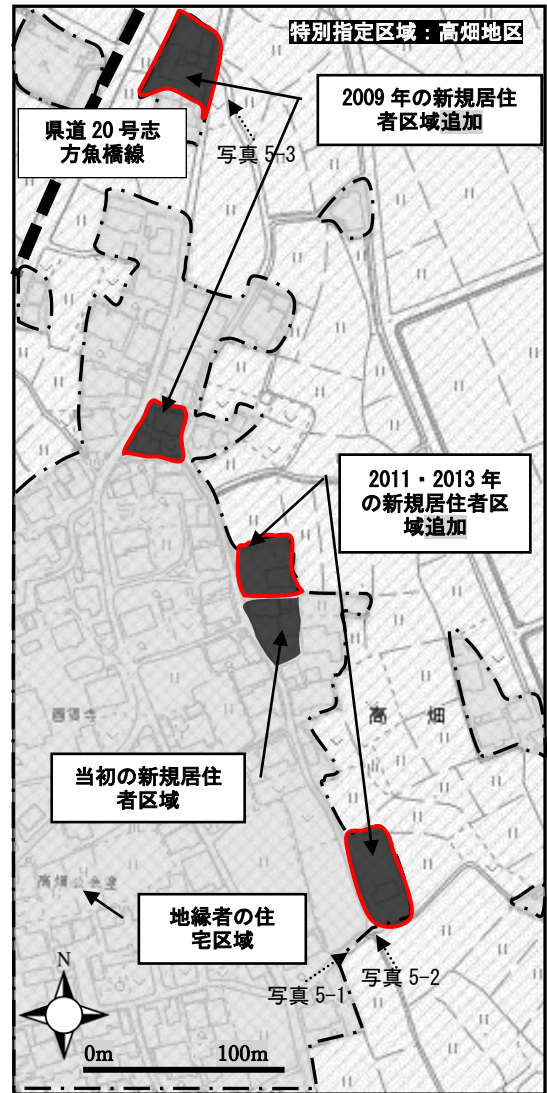 特別指定区域：高畑地区
2009 年の新規居住
者区域追加
県道 20 号志
方魚橋線
写真 5-3
2011・2013 年
の新規居住者区
域追加
高畑
当初の新規居住
者区域
地縁者の住
宅区域
写真 5-2
写真 5-1
N
0m
100m